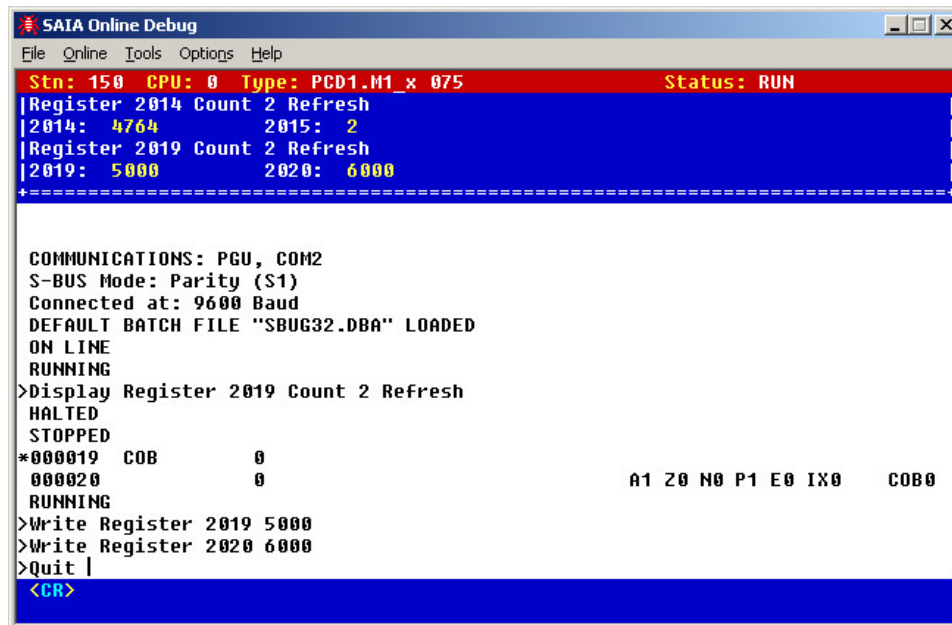 SAIA Online Debug
File Online Tools Options Help
Stn: 150 CPU: 0 Type: PCD1.M1_x 075 Status: RUN
|Register 2014 Count 2 Refresh |
|2014: 4764 2015: 2 |
|Register 2019 Count 2 Refresh |
|2019: 5000 2020: 6000 |
+==============================================================================+
COMMUNICATIONS: PGU, COM2
S-BUS Mode: Parity (S1)
Connected at: 9600 Baud
DEFAULT BATCH FILE "SBUG32.DBA" LOADED
ON LINE
RUNNING
>Display Register 2019 Count 2 Refresh
HALTED
STOPPED
*000019 COB 0
000020 0 A1 Z0 N0 P1 E0 IX0 COB0
RUNNING
>Write Register 2019 5000
>Write Register 2020 6000
>Quit
<CR>